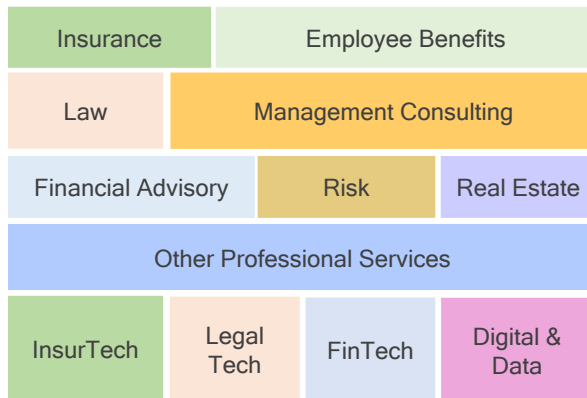 Insurance
Employee Benefits
Law
Management Consulting
Financial Advisory
Risk
Real Estate
Other Professional Services
InsurTech
Legal
Tech
FinTech
Digital &
Data